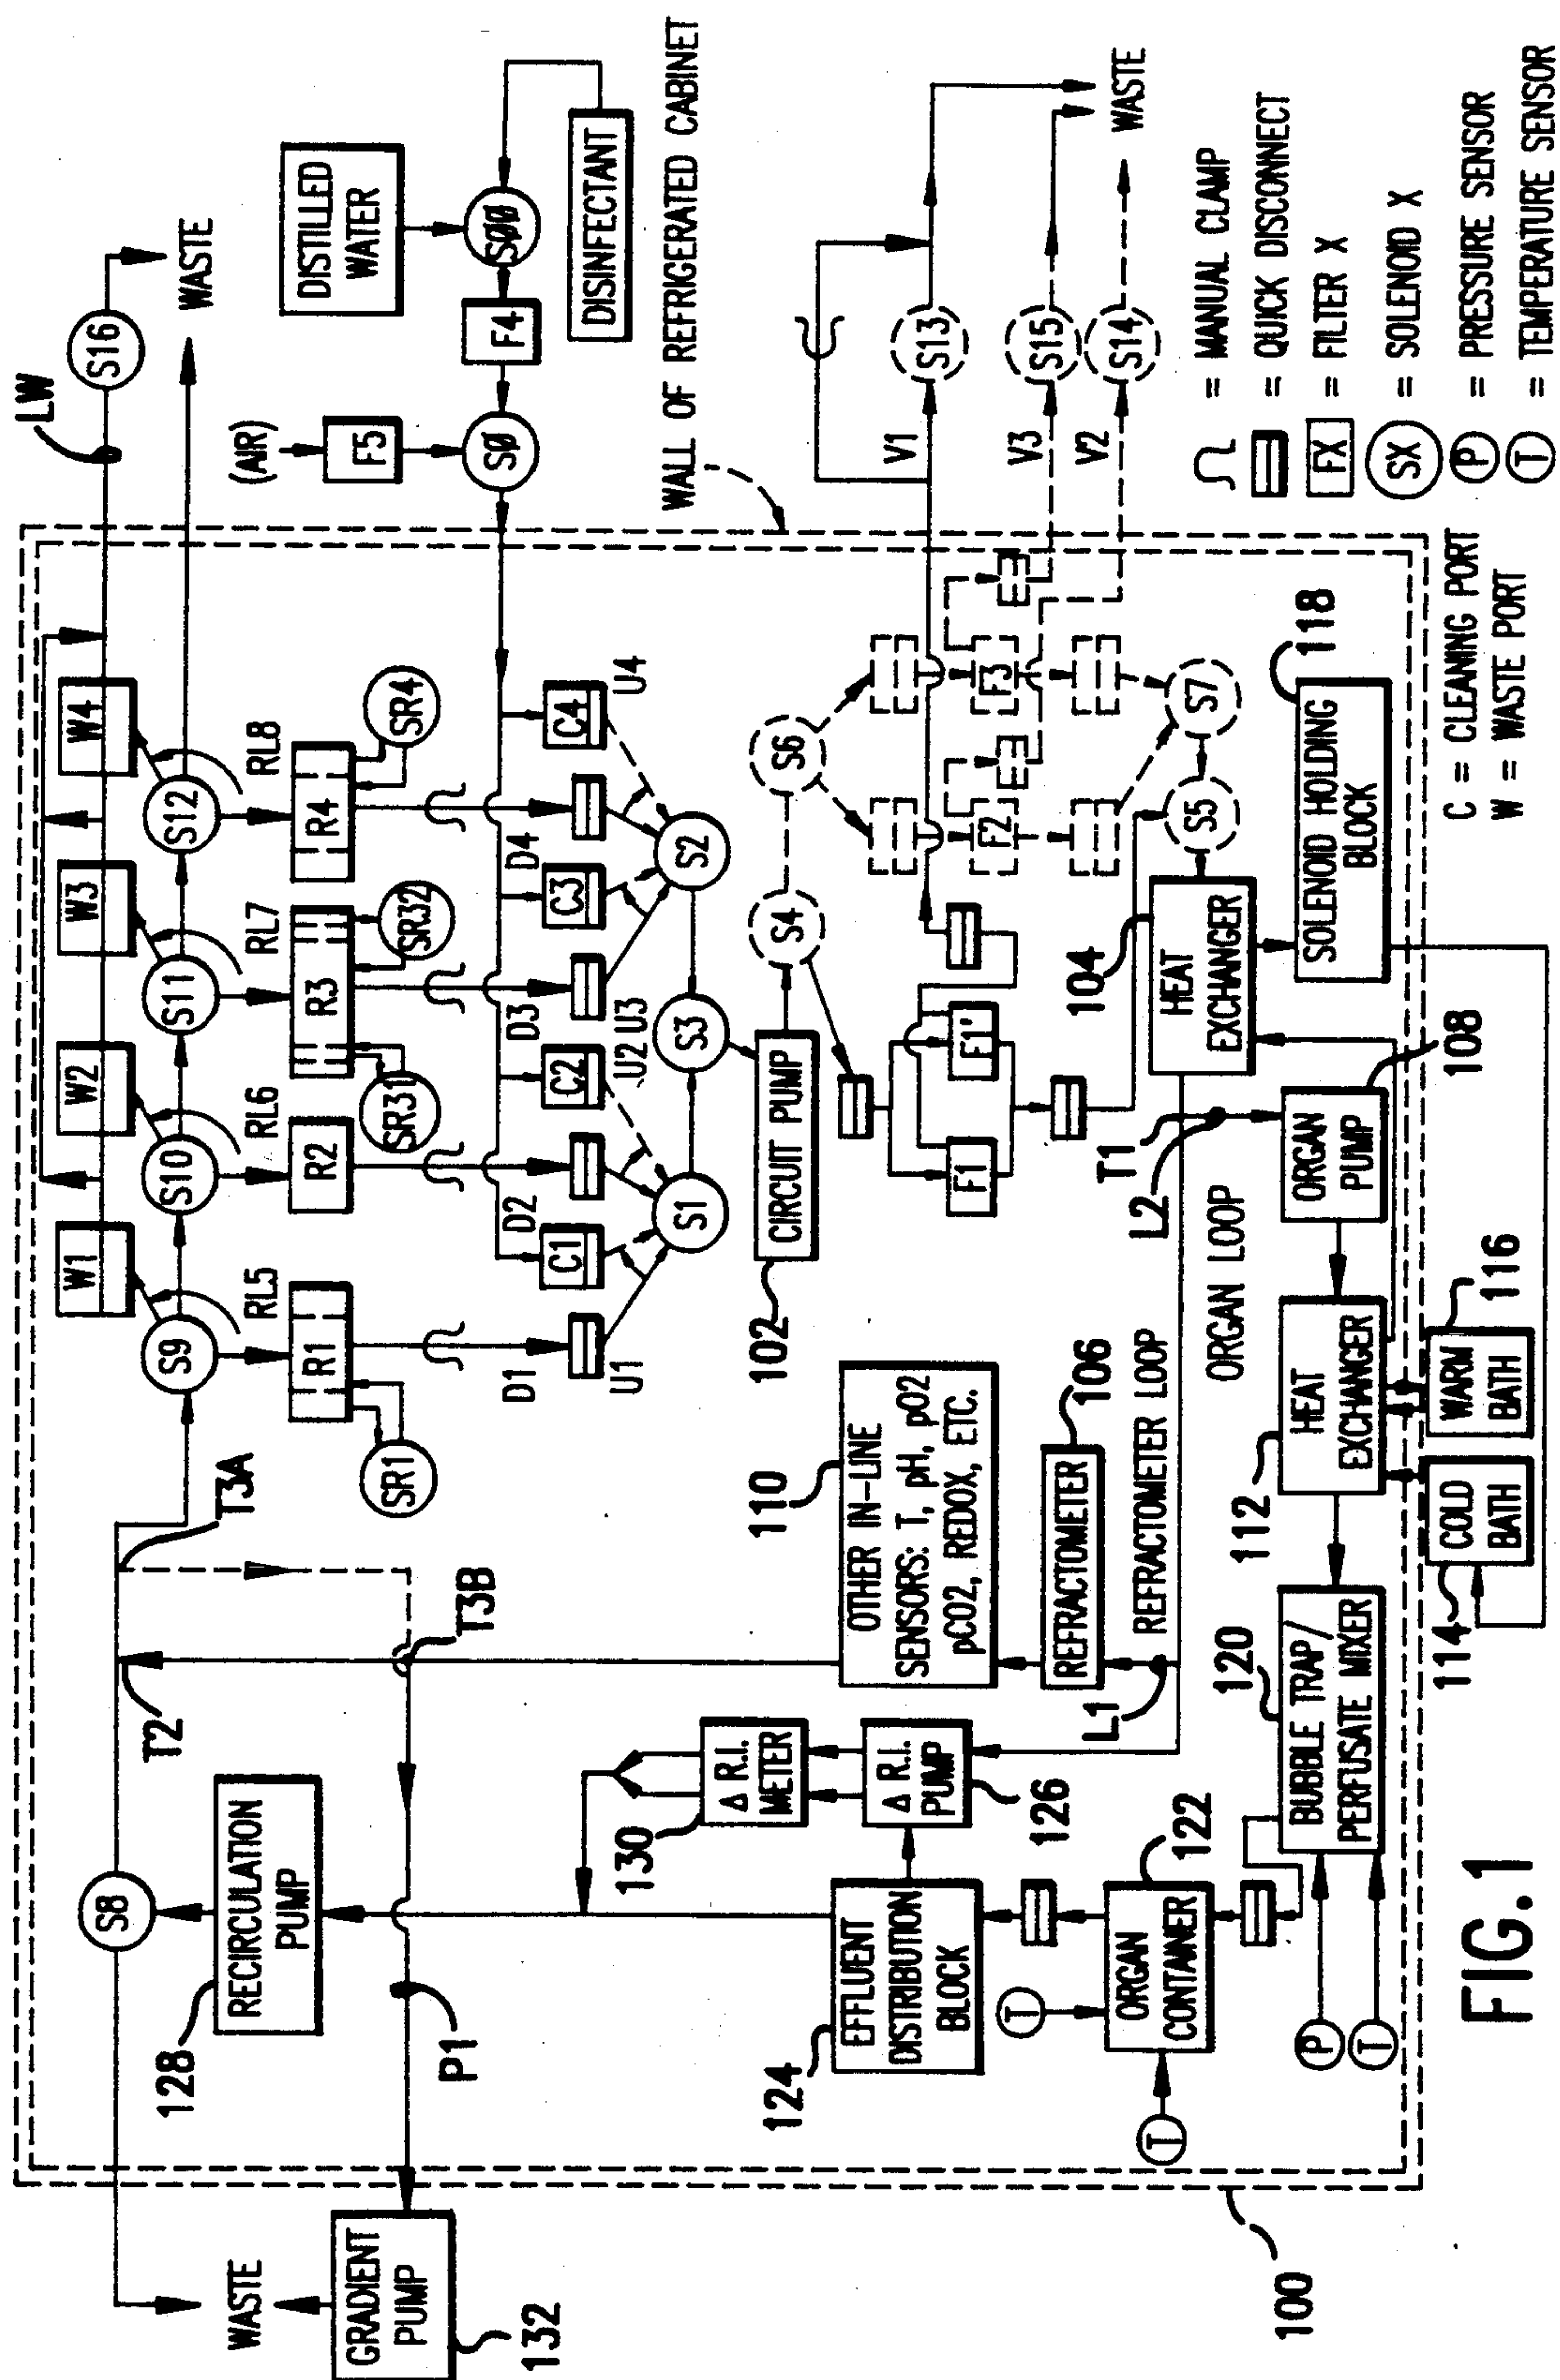 LW
S16
WASTE
(AIR)
F5
SØ
F4
SØØ
DISTILLED
WATER
DISINFECTANT
WALL OF REFRIGERATED CABINET
W1
W2
W3
W4
S9
S10
S11
S12
RL5
RL6
RL7
RL8
R1
R2
R3
R4
SR1
SR31
SR32
SR4
D1
D2
D3
D4
C1
C2
C3
C4
U1
U2
U3
U4
S1
S2
S3
102
CIRCUIT PUMP
S4
S6
F1
F1'
F2
F3
S5
S7
V1
V3
V2
S13
S15
S14
WASTE
= MANUAL CLAMP
= QUICK DISCONNECT
FX = FILTER X
SX = SOLENOID X
P = PRESSURE SENSOR
T = TEMPERATURE SENSOR
C = CLEANING PORT
W = WASTE PORT
104
HEAT
EXCHANGER
118
SOLENOID HOLDING
BLOCK
T1
L2
ORGAN
PUMP
108
ORGAN LOOP
112
HEAT
EXCHANGER
116
WARM
BATH
114
COLD
BATH
120
BUBBLE TRAP/
PERFUSATE MIXER
P
T
REFRACTOMETER LOOP
L1
106
REFRACTOMETER
110
OTHER IN-LINE
SENSORS: T, pH, pO2
pCO2, REDOX, ETC.
T3A
T3B
T2
S8
128
RECIRCULATION
PUMP
P1
130
Δ R.I.
METER
126
Δ R.I.
PUMP
124
EFFLUENT
DISTRIBUTION
BLOCK
122
ORGAN
CONTAINER
T
T
WASTE
GRADIENT
PUMP
132
100
FIG.1